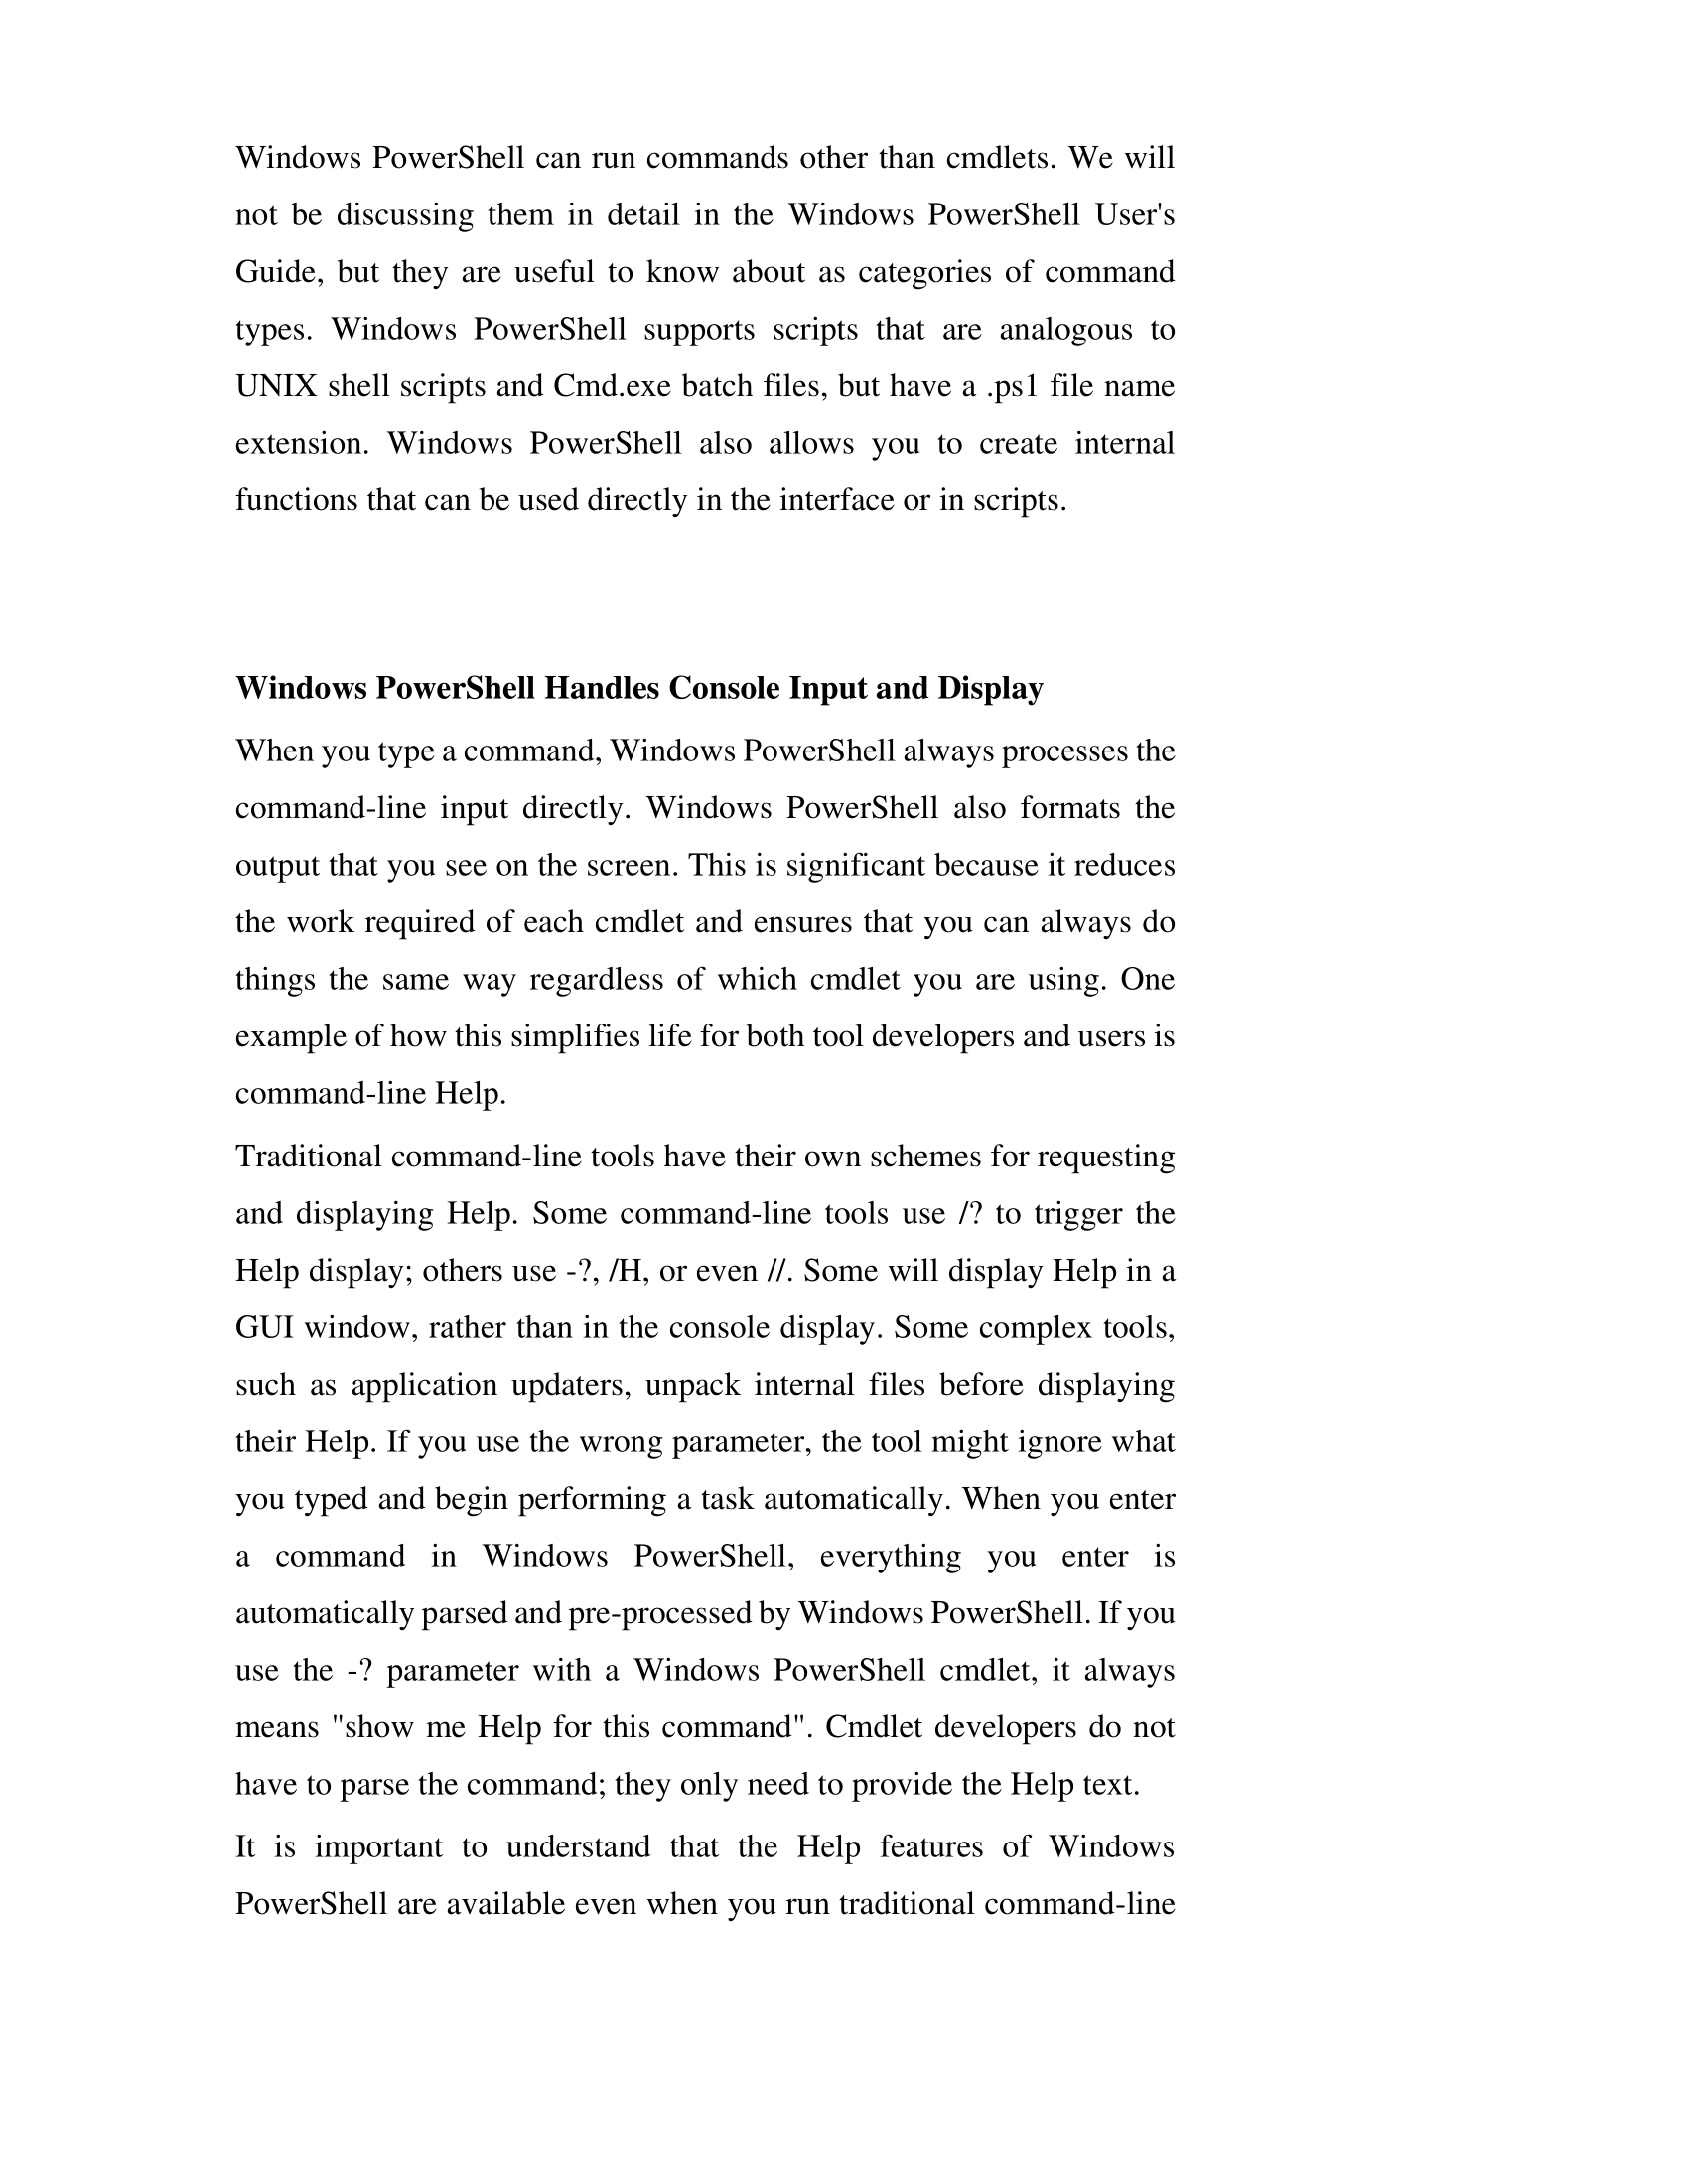 Windows PowerShell can run commands other than cmdlets. We will
not be discussing them in detail in the Windows PowerShell User's
Guide, but they are useful to know about as categories of command
types. Windows PowerShell supports scripts that are analogous to
UNIX shell scripts and Cmd.exe batch files, but have a .ps1 file name
extension. Windows PowerShell also allows you to create internal
functions that can be used directly in the interface or in scripts.
Windows PowerShell Handles Console Input and Display
When you type a command, Windows PowerShell always processes the
command-line input directly. Windows PowerShell also formats the
output that you see on the screen. This is significant because it reduces
the work required of each cmdlet and ensures that you can always do
things the same way regardless of which cmdlet you are using. One
example of how this simplifies life for both tool developers and users is
command-line Help.
Traditional command-line tools have their own schemes for requesting
and displaying Help. Some command-line tools use /? to trigger the
Help display; others use -?, /H, or even //. Some will display Help in a
GUI window, rather than in the console display. Some complex tools,
such as application updaters, unpack internal files before displaying
their Help. If you use the wrong parameter, the tool might ignore what
you typed and begin performing a task automatically. When you enter
a command in Windows PowerShell, everything you enter is
automatically parsed and pre-processed by Windows PowerShell. If you
use the -? parameter with a Windows PowerShell cmdlet, it always
means "show me Help for this command". Cmdlet developers do not
have to parse the command; they only need to provide the Help text.
It is important to understand that the Help features of Windows
PowerShell are available even when you run traditional command-line